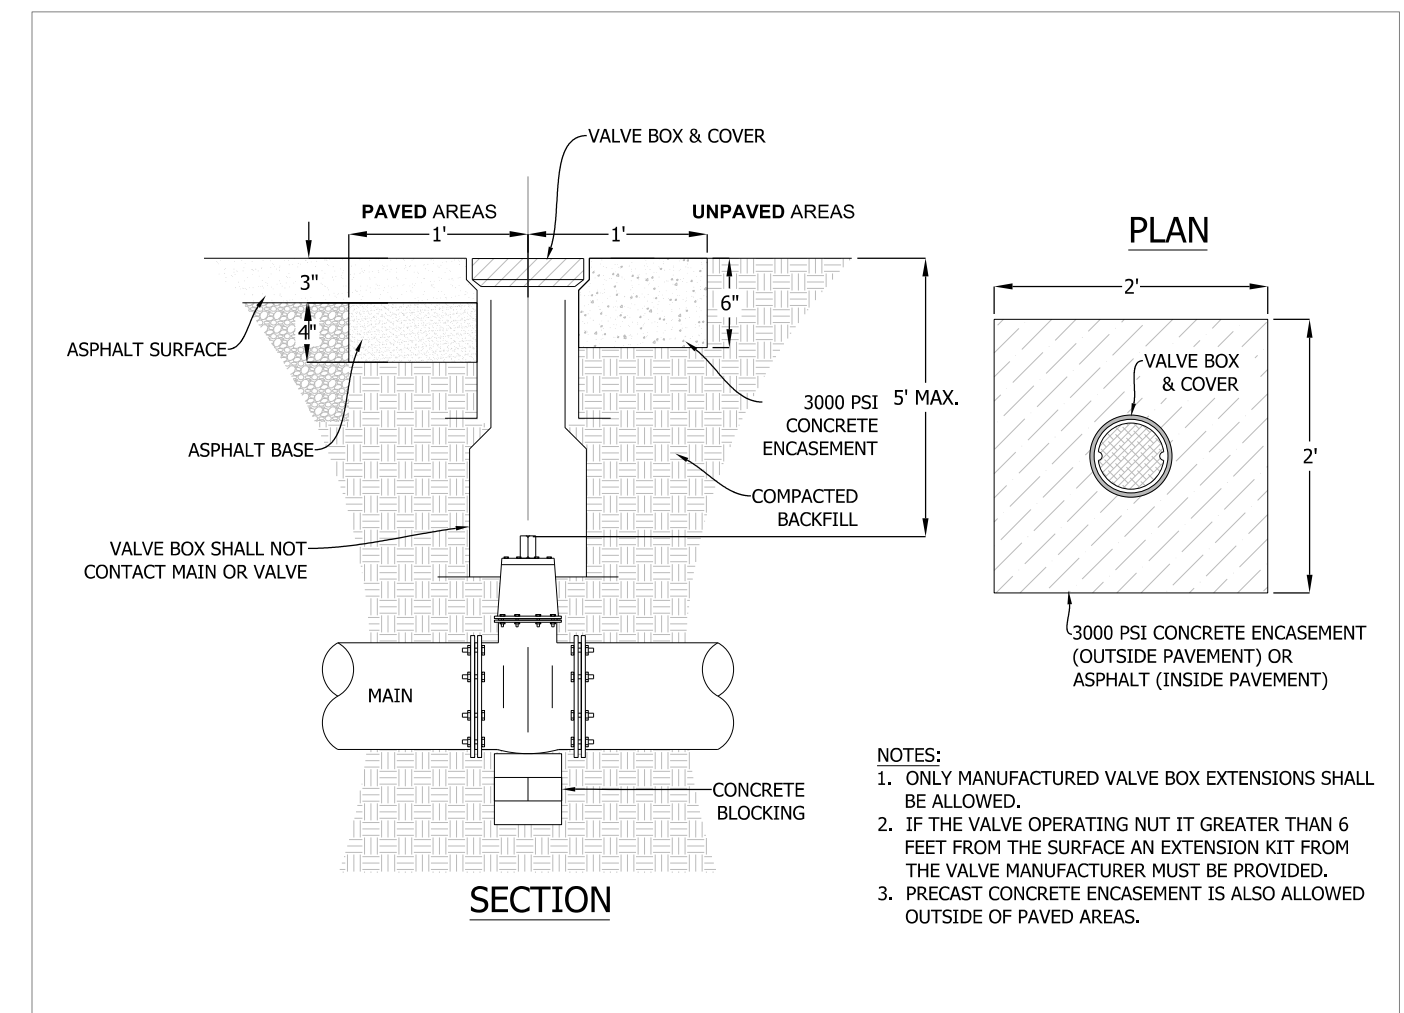 VALVE BOX & COVER
PAVED AREAS
UNPAVED AREAS
1'
1'
3"
4"
6"
ASPHALT SURFACE
ASPHALT BASE
3000 PSI
CONCRETE
ENCASEMENT
5' MAX.
COMPACTED
BACKFILL
VALVE BOX SHALL NOT
CONTACT MAIN OR VALVE
MAIN
CONCRETE
BLOCKING
SECTION
PLAN
2'
VALVE BOX
& COVER
2'
3000 PSI CONCRETE ENCASEMENT
(OUTSIDE PAVEMENT) OR
ASPHALT (INSIDE PAVEMENT)
NOTES:
1. ONLY MANUFACTURED VALVE BOX EXTENSIONS SHALL
BE ALLOWED.
2. IF THE VALVE OPERATING NUT IT GREATER THAN 6
FEET FROM THE SURFACE AN EXTENSION KIT FROM
THE VALVE MANUFACTURER MUST BE PROVIDED.
3. PRECAST CONCRETE ENCASEMENT IS ALSO ALLOWED
OUTSIDE OF PAVED AREAS.